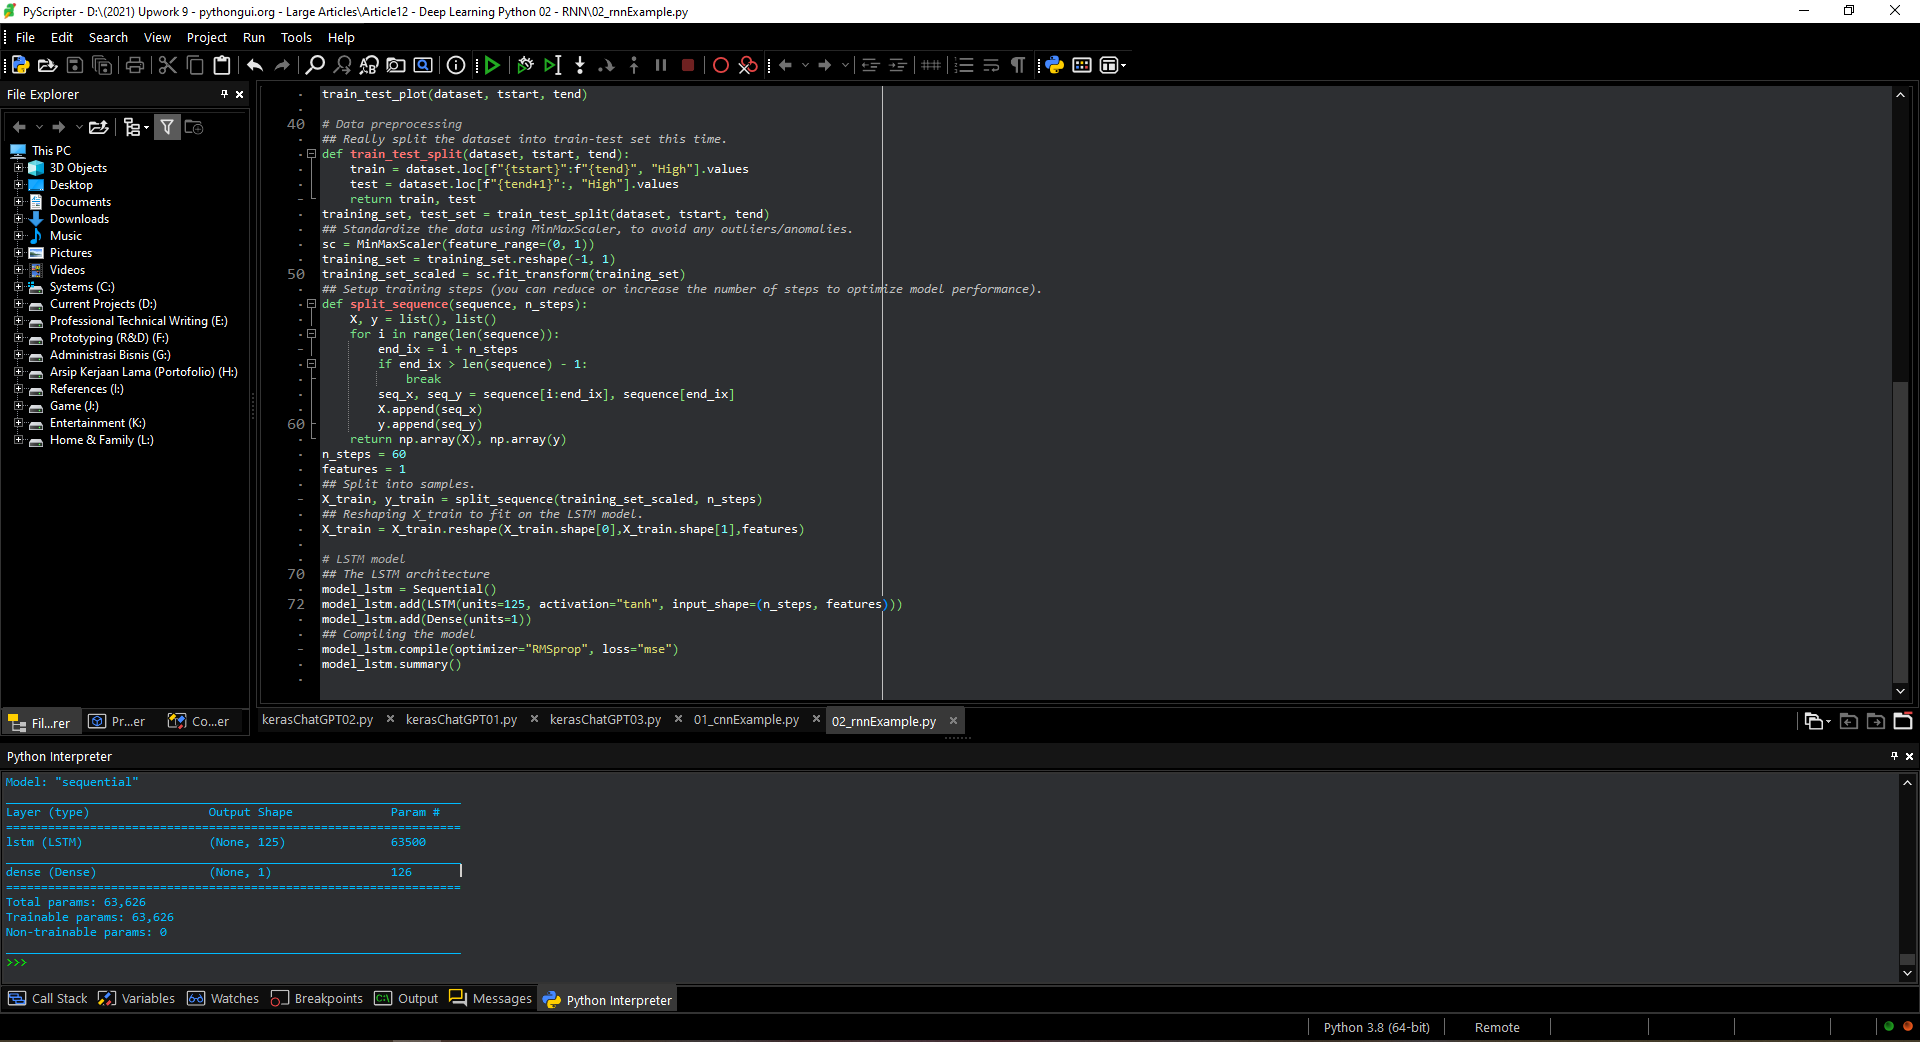 PyScripter - D:\(2021) Upwork 9 - pythongui.org - Large Articles\Article12 - Deep Learning Python 02 - RNN\02_rnnExample.py
File Edit Search View Project Run Tools Help
File Explorer
This PC
3D Objects
Desktop
Documents
Downloads
Music
Pictures
Videos
Systems (C:)
Current Projects (D:)
Professional Technical Writing (E:)
Prototyping (R&D) (F:)
Administrasi Bisnis (G:)
Arsip Kerjaan Lama (Portofolio) (H:)
References (I:)
Game (J:)
Entertainment (K:)
Home & Family (L:)
Fil...rer Pr...er Co...er
train_test_plot(dataset, tstart, tend)
40 # Data preprocessing
## Really split the dataset into train-test set this time.
def train_test_split(dataset, tstart, tend):
train = dataset.loc[f"{tstart}":f"{tend}", "High"].values
test = dataset.loc[f"{tend+1}":, "High"].values
return train, test
training_set, test_set = train_test_split(dataset, tstart, tend)
## Standardize the data using MinMaxScaler, to avoid any outliers/anomalies.
sc = MinMaxScaler(feature_range=(0, 1))
training_set = training_set.reshape(-1, 1)
50 training_set_scaled = sc.fit_transform(training_set)
## Setup training steps (you can reduce or increase the number of steps to optimize model performance).
def split_sequence(sequence, n_steps):
X, y = list(), list()
for i in range(len(sequence)):
end_ix = i + n_steps
if end_ix > len(sequence) - 1:
break
seq_x, seq_y = sequence[i:end_ix], sequence[end_ix]
X.append(seq_x)
60 y.append(seq_y)
return np.array(X), np.array(y)
n_steps = 60
features = 1
## Split into samples.
X_train, y_train = split_sequence(training_set_scaled, n_steps)
## Reshaping X_train to fit on the LSTM model.
X_train = X_train.reshape(X_train.shape[0],X_train.shape[1],features)
# LSTM model
70 ## The LSTM architecture
model_lstm = Sequential()
72 model_lstm.add(LSTM(units=125, activation="tanh", input_shape=(n_steps, features)))
model_lstm.add(Dense(units=1))
## Compiling the model
model_lstm.compile(optimizer="RMSprop", loss="mse")
model_lstm.summary()
kerasChatGPT02.py kerasChatGPT01.py kerasChatGPT03.py 01_cnnExample.py 02_rnnExample.py
Python Interpreter
Model: "sequential"
Layer (type) Output Shape Param #
=================================================================
lstm (LSTM) (None, 125) 63500
dense (Dense) (None, 1) 126
=================================================================
Total params: 63,626
Trainable params: 63,626
Non-trainable params: 0
>>>
Call Stack Variables Watches Breakpoints Output Messages Python Interpreter
Python 3.8 (64-bit) Remote